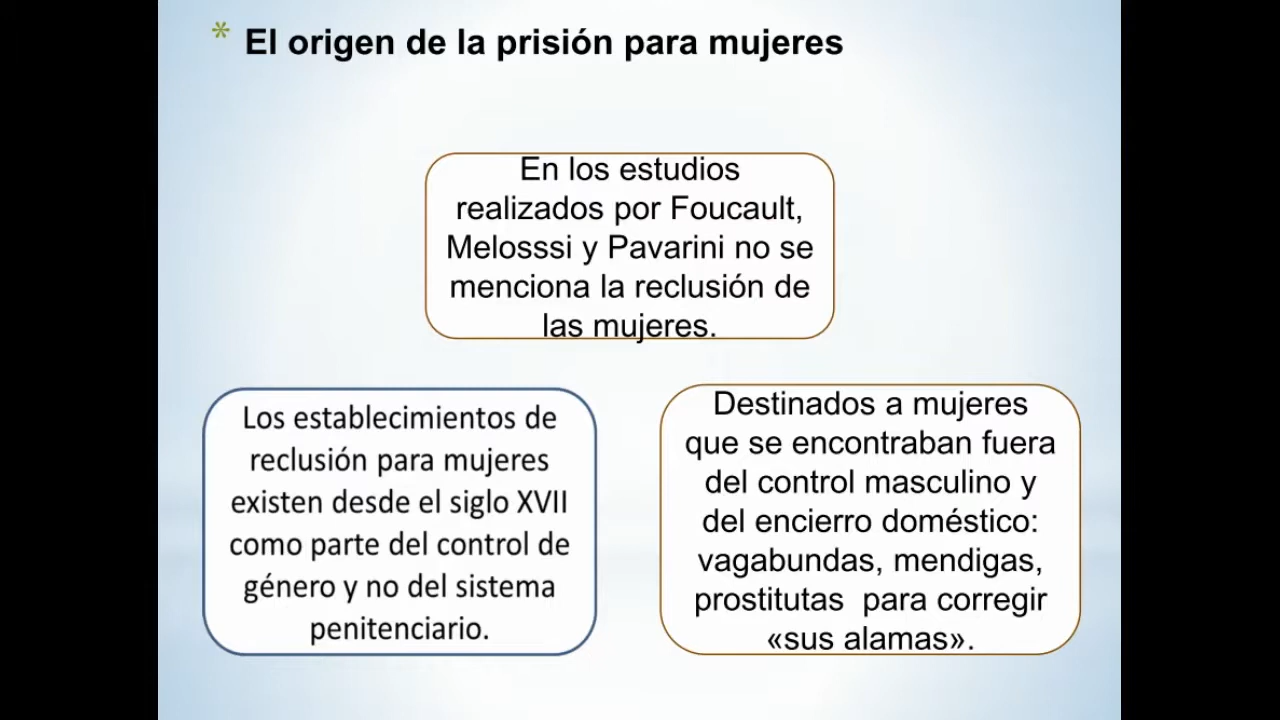 * El origen de la prisión para mujeres
En los estudios
realizados por Foucault,
Melosssi y Pavarini no se
menciona la reclusión de
las mujeres.
Los establecimientos de
reclusión para mujeres
existen desde el siglo XVII
como parte del control de
género y no del sistema
penitenciario.
Destinados a mujeres
que se encontraban fuera
del control masculino y
del encierro doméstico:
vagabundas, mendigas,
prostitutas  para corregir
«sus alamas».